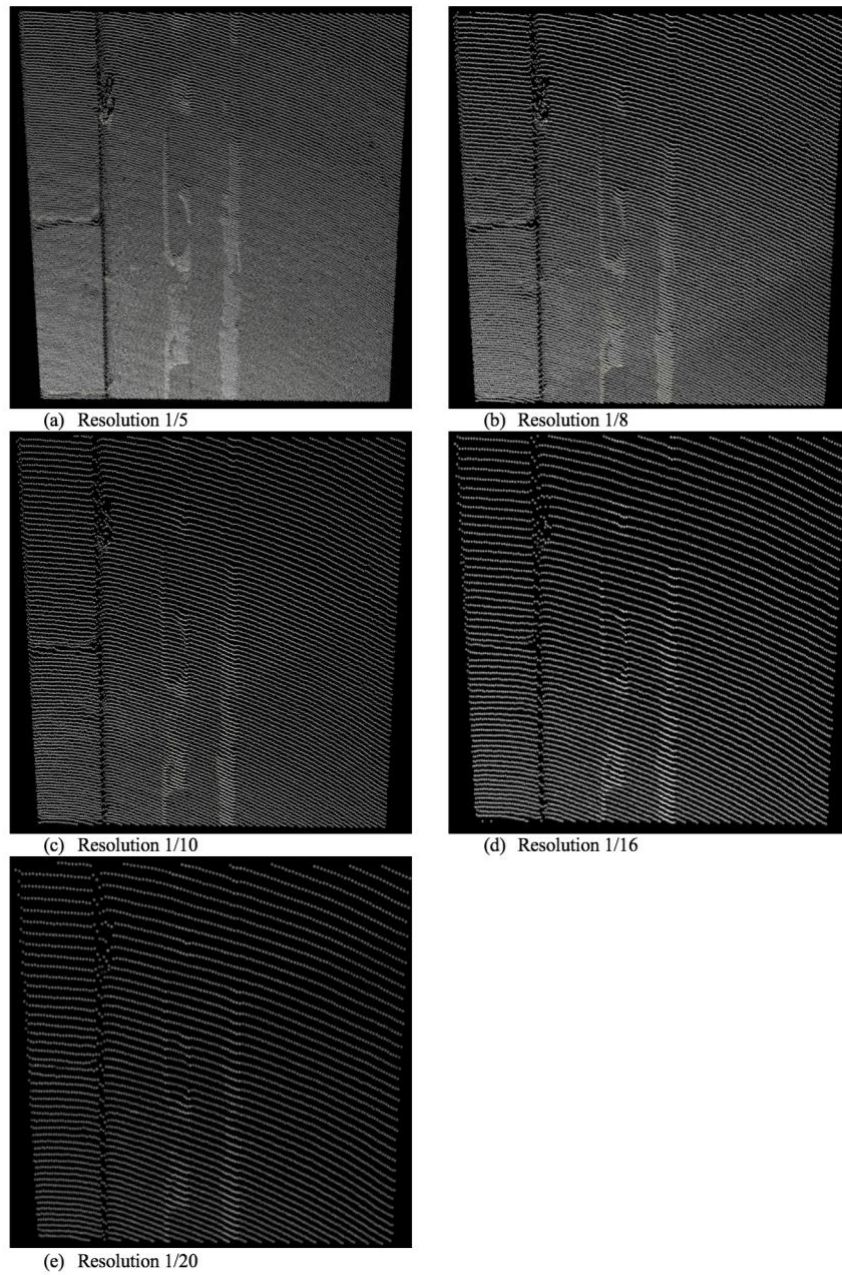 (a) Resolution 1/5
(b) Resolution 1/8
(c) Resolution 1/10
(d) Resolution 1/16
(e) Resolution 1/20